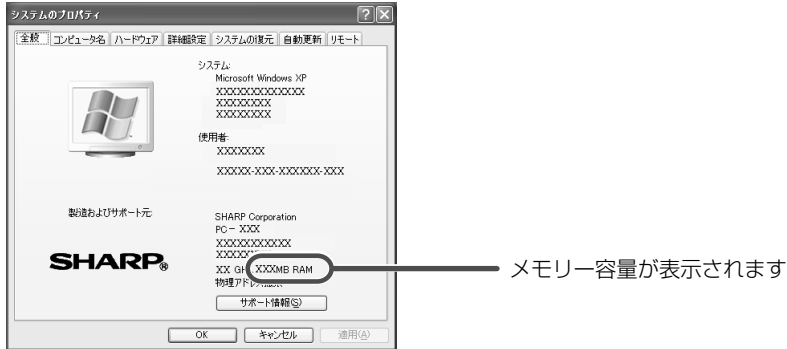 システムのプロパティ
全般 コンピュータ名 ハードウェア 詳細設定 システムの復元 自動更新 リモート
システム:
Microsoft Windows XP
XXXXXXXXXXXXX
XXXXXXXX
XXXXXXXX
使用者:
XXXXXXX
XXXXX-XXX-XXXXXX-XXX
製造およびサポート元:
SHARP Corporation
PC− XXX
XXXXXXXXXXX
SHARP®
XX GH XXXMB RAM
メモリー容量が表示されます
サポート情報(S)
OK キャンセル 適用(A)